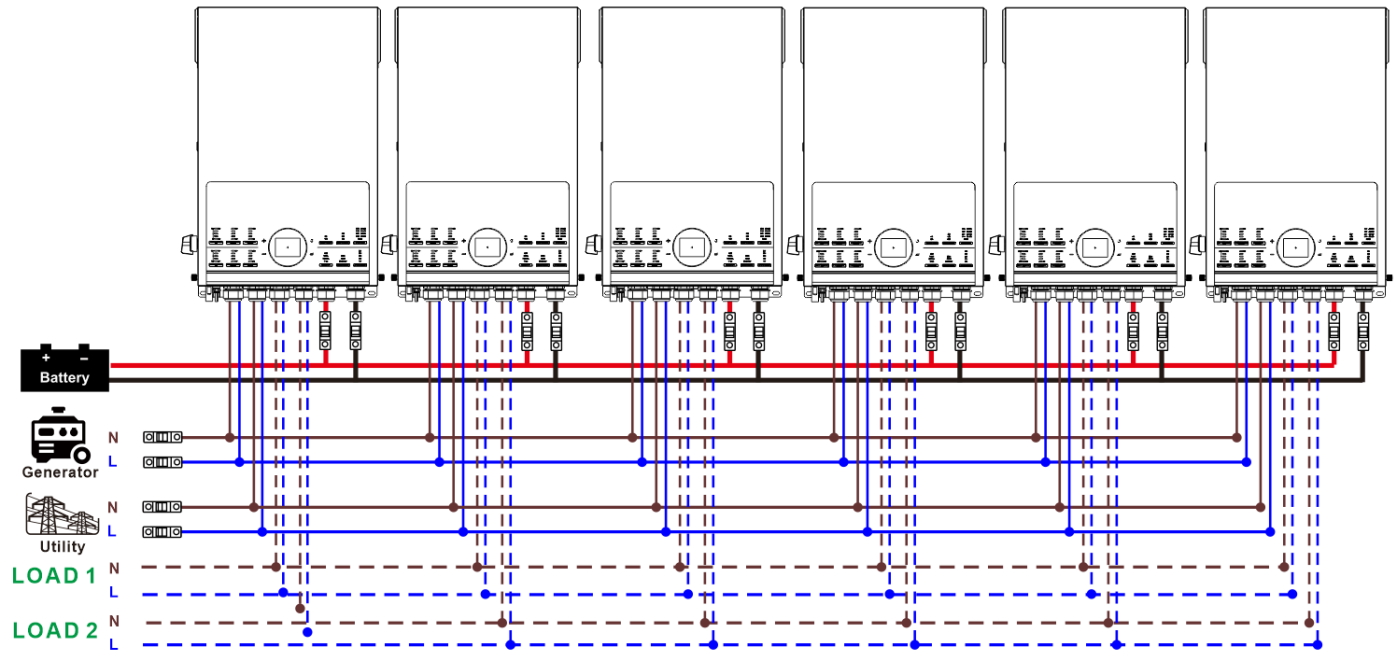 + −
Battery
N
L
Generator
N
L
Utility
LOAD 1 N
L
LOAD 2 N
L